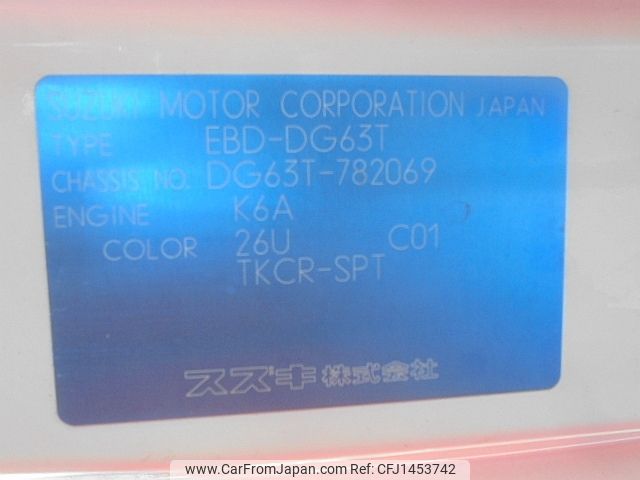 SUZUKI MOTOR CORPORATION JAPAN
TYPE EBD-DG63T
CHASSIS NO. DG63T-782069
ENGINE K6A
COLOR 26U C01
TKCR-SPT
スズキ株式会社
www.CarFromJapan.com CFJ1453742